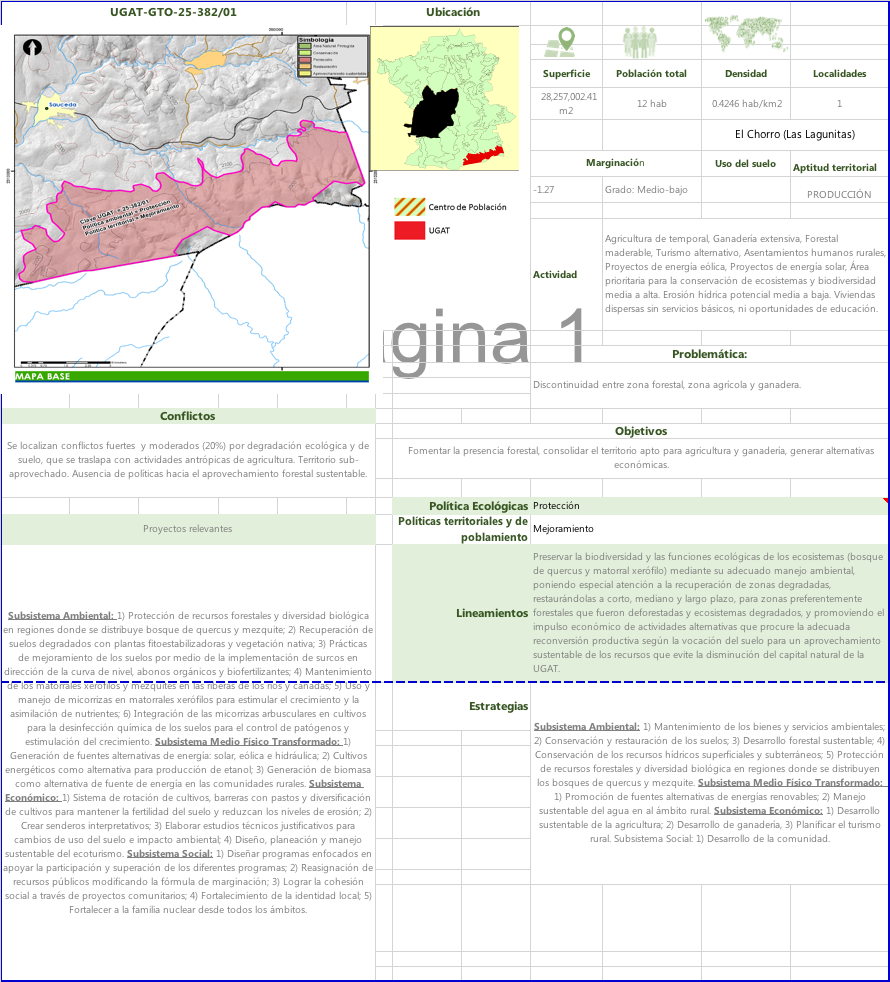 UGAT-GTO-25-382/01
Ubicación
Simbología
Área Natural Protegida
Conservación
Protección
Restauración
Aprovechamiento sustentable
Sauceda
Clave UGAT = 25-382/01
Política ambiental = Protección
Política territorial = Mejoramiento
MAPA BASE
Centro de Población
UGAT
Superficie
Población total
Densidad
Localidades
28,257,002.41
m2
12 hab
0.4246 hab/km2
1
El Chorro (Las Lagunitas)
Marginación
Uso del suelo
Aptitud territorial
-1.27
Grado: Medio-bajo
PRODUCCIÓN
Actividad
Agricultura de temporal, Ganadería extensiva, Forestal
maderable, Turismo alternativo, Asentamientos humanos rurales,
Proyectos de energía eólica, Proyectos de energía solar, Área
prioritaria para la conservación de ecosistemas y biodiversidad
media a alta. Erosión hídrica potencial media a baja. Viviendas
dispersas sin servicios básicos, ni oportunidades de educación.
gina 1
Problemática:
Discontinuidad entre zona forestal, zona agrícola y ganadera.
Conflictos
Se localizan conflictos fuertes y moderados (20%) por degradación ecológica y de
suelo, que se traslapa con actividades antrópicas de agricultura. Territorio sub-
aprovechado. Ausencia de políticas hacia el aprovechamiento forestal sustentable.
Objetivos
Fomentar la presencia forestal, consolidar el territorio apto para agricultura y ganadería, generar alternativas
económicas.
Política Ecológicas
Protección
Políticas territoriales y de
poblamiento
Mejoramiento
Lineamientos
Preservar la biodiversidad y las funciones ecológicas de los ecosistemas (bosque
de quercus y matorral xerófilo) mediante su adecuado manejo ambiental,
poniendo especial atención a la recuperación de zonas degradadas,
restaurándolas a corto, mediano y largo plazo, para zonas preferentemente
forestales que fueron deforestadas y ecosistemas degradados, y promoviendo el
impulso económico de actividades alternativas que procure la adecuada
reconversión productiva según la vocación del suelo para un aprovechamiento
sustentable de los recursos que evite la disminución del capital natural de la
UGAT.
Proyectos relevantes
Subsistema Ambiental: 1) Protección de recursos forestales y diversidad biológica
en regiones donde se distribuye bosque de quercus y mezquite; 2) Recuperación de
suelos degradados con plantas fitoestabilizadoras y vegetación nativa; 3) Prácticas
de mejoramiento de los suelos por medio de la implementación de surcos en
dirección de la curva de nivel, abonos orgánicos y biofertilizantes; 4) Mantenimiento
de los matorrales xerófilos y mezquites en las riberas de los ríos y cañadas; 5) Uso y
manejo de micorrizas en matorrales xerófilos para estimular el crecimiento y la
asimilación de nutrientes; 6) Integración de las micorrizas arbusculares en cultivos
para la desinfección química de los suelos para el control de patógenos y
estimulación del crecimiento. Subsistema Medio Físico Transformado: 1)
Generación de fuentes alternativas de energía: solar, eólica e hidráulica; 2) Cultivos
energéticos como alternativa para producción de etanol; 3) Generación de biomasa
como alternativa de fuente de energía en las comunidades rurales. Subsistema
Económico: 1) Sistema de rotación de cultivos, barreras con pastos y diversificación
de cultivos para mantener la fertilidad del suelo y reduzcan los niveles de erosión; 2)
Crear senderos interpretativos; 3) Elaborar estudios técnicos justificativos para
cambios de uso del suelo e impacto ambiental; 4) Diseño, planeación y manejo
sustentable del ecoturismo. Subsistema Social: 1) Diseñar programas enfocados en
apoyar la participación y superación de los diferentes programas; 2) Reasignación de
recursos públicos modificando la fórmula de marginación; 3) Lograr la cohesión
social a través de proyectos comunitarios; 4) Fortalecimiento de la identidad local; 5)
Fortalecer a la familia nuclear desde todos los ámbitos.
Estrategias
Subsistema Ambiental: 1) Mantenimiento de los bienes y servicios ambientales;
2) Conservación y restauración de los suelos; 3) Desarrollo forestal sustentable; 4)
Conservación de los recursos hídricos superficiales y subterráneos; 5) Protección
de recursos forestales y diversidad biológica en regiones donde se distribuyen
los bosques de quercus y mezquite. Subsistema Medio Físico Transformado:
1) Promoción de fuentes alternativas de energías renovables; 2) Manejo
sustentable del agua en al ámbito rural. Subsistema Económico: 1) Desarrollo
sustentable de la agricultura; 2) Desarrollo de ganadería, 3) Planificar el turismo
rural. Subsistema Social: 1) Desarrollo de la comunidad.